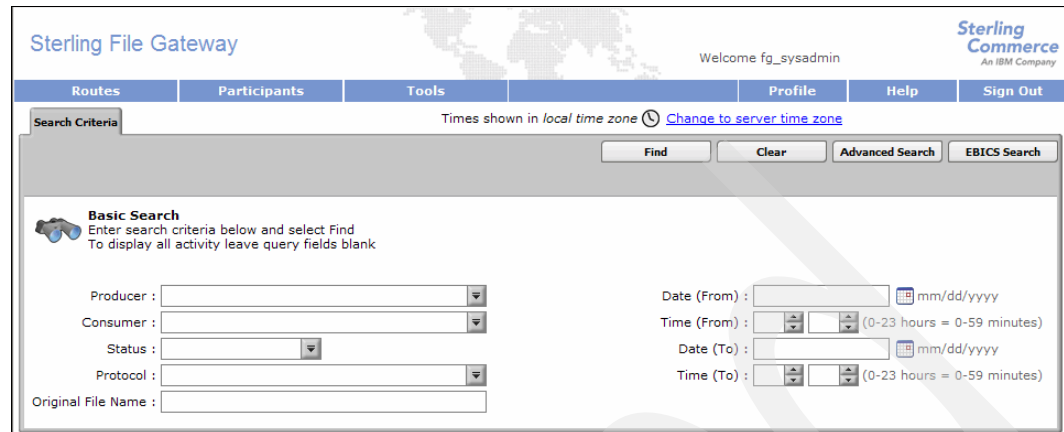 Sterling File Gateway
Welcome fg_sysadmin
Sterling
Commerce
An IBM Company
Routes Participants Tools Profile Help Sign Out
Search Criteria
Times shown in local time zone Change to server time zone
Find Clear Advanced Search EBICS Search
Basic Search
Enter search criteria below and select Find
To display all activity leave query fields blank
Producer : Date (From) : mm/dd/yyyy
Consumer : Time (From) : (0-23 hours = 0-59 minutes)
Status : Date (To) : mm/dd/yyyy
Protocol : Time (To) : (0-23 hours = 0-59 minutes)
Original File Name :